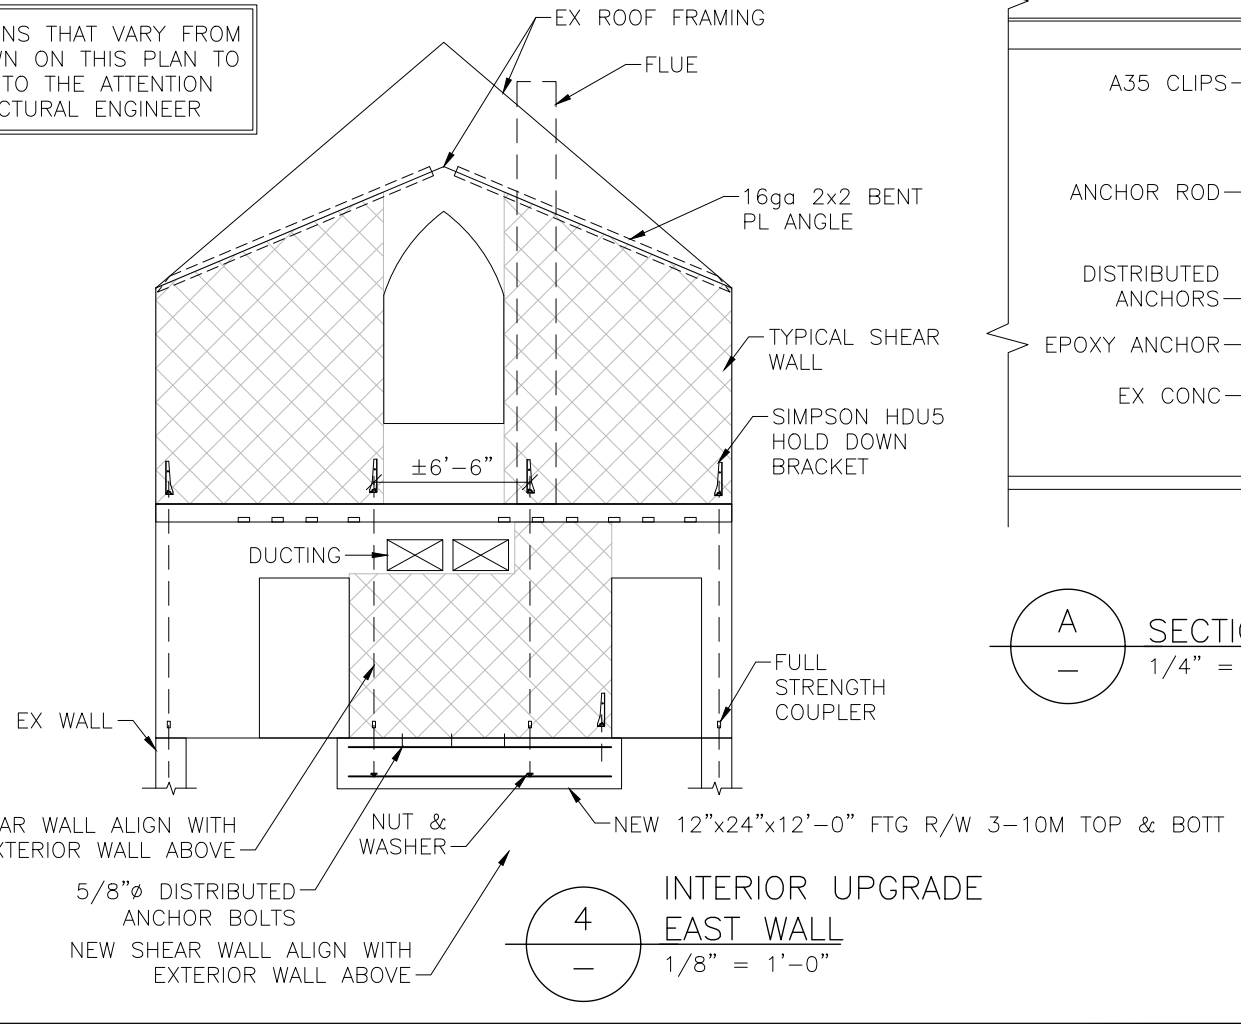 NS THAT VARY FROM
N ON THIS PLAN TO
TO THE ATTENTION
CTURAL ENGINEER
EX ROOF FRAMING
FLUE
16ga 2x2 BENT
PL ANGLE
TYPICAL SHEAR
WALL
SIMPSON HDU5
HOLD DOWN
BRACKET
±6'-6"
DUCTING
FULL
STRENGTH
COUPLER
EX WALL
AR WALL ALIGN WITH
XTERIOR WALL ABOVE
NUT &
WASHER
NEW 12"x24"x12'-0" FTG R/W 3-10M TOP & BOTT
5/8"ø DISTRIBUTED
ANCHOR BOLTS
NEW SHEAR WALL ALIGN WITH
EXTERIOR WALL ABOVE
4
–
INTERIOR UPGRADE
EAST WALL
1/8" = 1'-0"
A35 CLIPS
ANCHOR ROD
DISTRIBUTED
ANCHORS
EPOXY ANCHOR
EX CONC
A
–
SECTIO
1/4" =